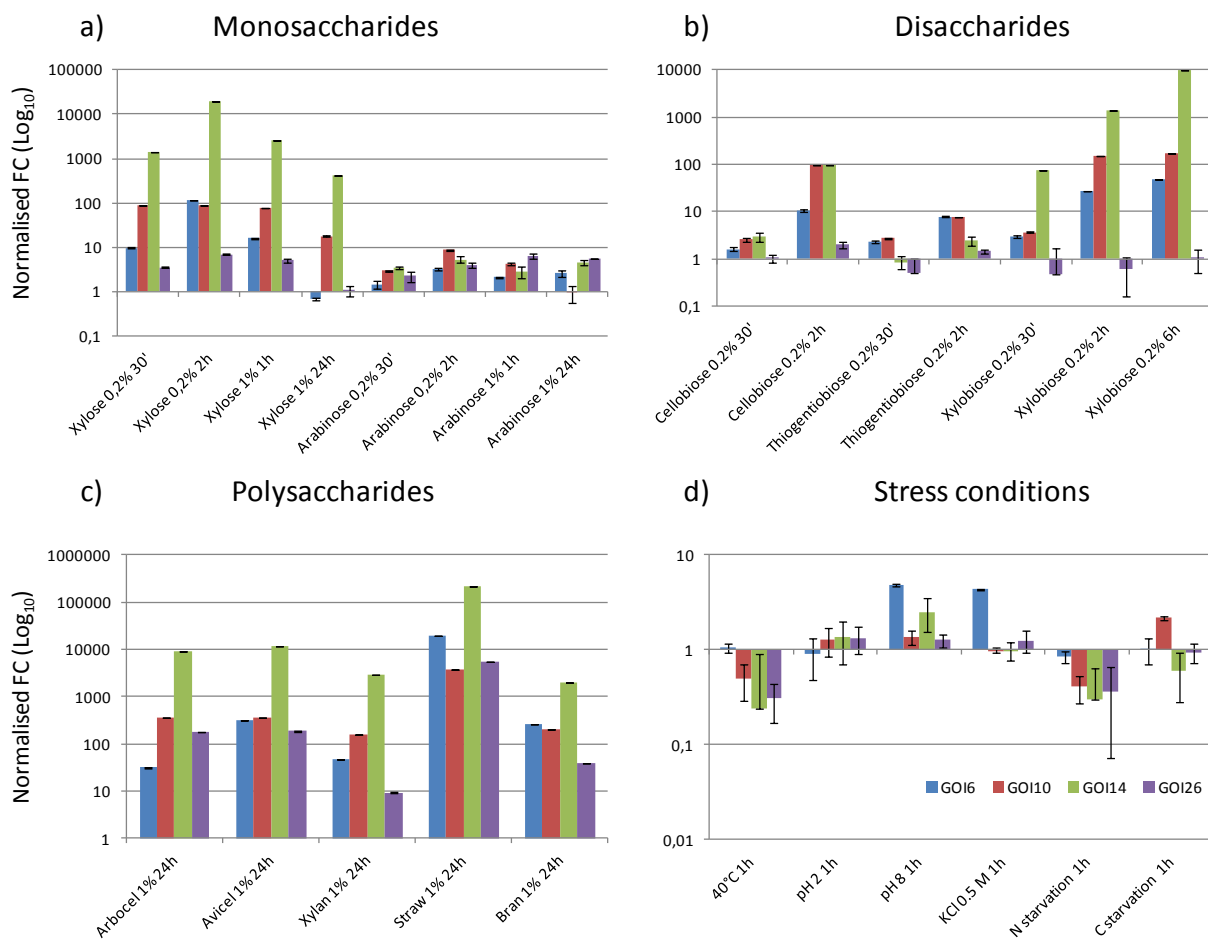 a) Monosaccharides
Normalised FC (Log10)
100000
10000
1000
100
10
1
0,1
Xylose 0,2% 30'
Xylose 0,2% 2h
Xylose 1% 1h
Xylose 1% 24h
Arabinose 0,2% 30'
Arabinose 0,2% 2h
Arabinose 1% 1h
Arabinose 1% 24h
b) Disaccharides
10000
1000
100
10
1
0,1
Cellobiose 0.2% 30'
Cellobiose 0.2% 2h
Thiogentiobiose 0.2% 30'
Thiogentiobiose 0.2% 2h
Xylobiose 0.2% 30'
Xylobiose 0.2% 2h
Xylobiose 0.2% 6h
c) Polysaccharides
Normalised FC (Log10)
1000000
100000
10000
1000
100
10
1
Arbocel 1% 24h
Avicel 1% 24h
Xylan 1% 24h
Straw 1% 24h
Bran 1% 24h
d) Stress conditions
10
1
0,1
0,01
GOI6 GOI10 GOI14 GOI26
40°C 1h
pH 2 1h
pH 8 1h
KCl 0.5 M 1h
N starvation 1h
C starvation 1h